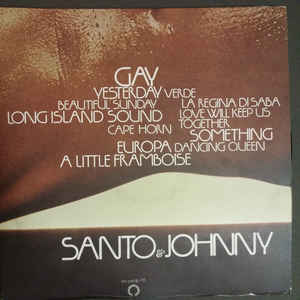 GAY
YESTERDAY VERDE
BEAUTIFUL SUNDAY LA REGINA DI SABA
LONG ISLAND SOUND LOVE WILL KEEP US
CAPE HORN TOGETHER
SOMETHING
EUROPA DANCING QUEEN
A LITTLE FRAMBOISE
SANTO & JOHNNY